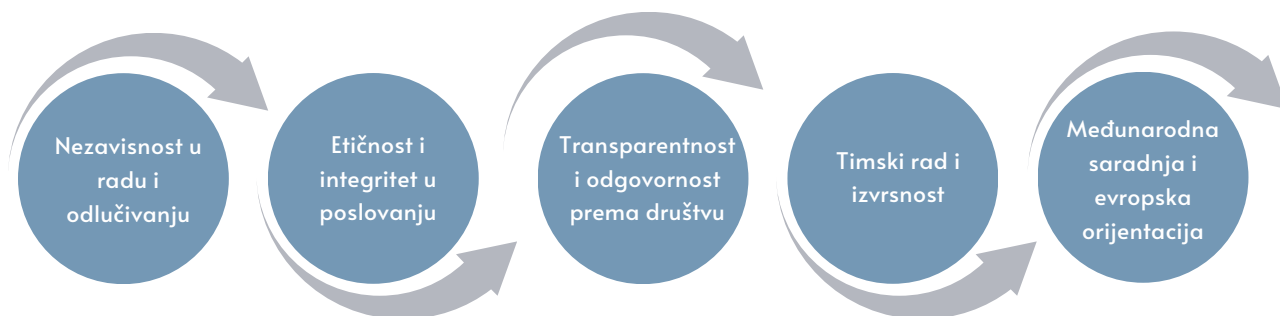 Nezavisnost u
radu i
odlučivanju
Etičnost i
integritet u
poslovanju
Transparentnost
i odgovornost
prema društvu
Timski rad i
izvrsnost
Međunarodna
saradnja i
evropska
orijentacija